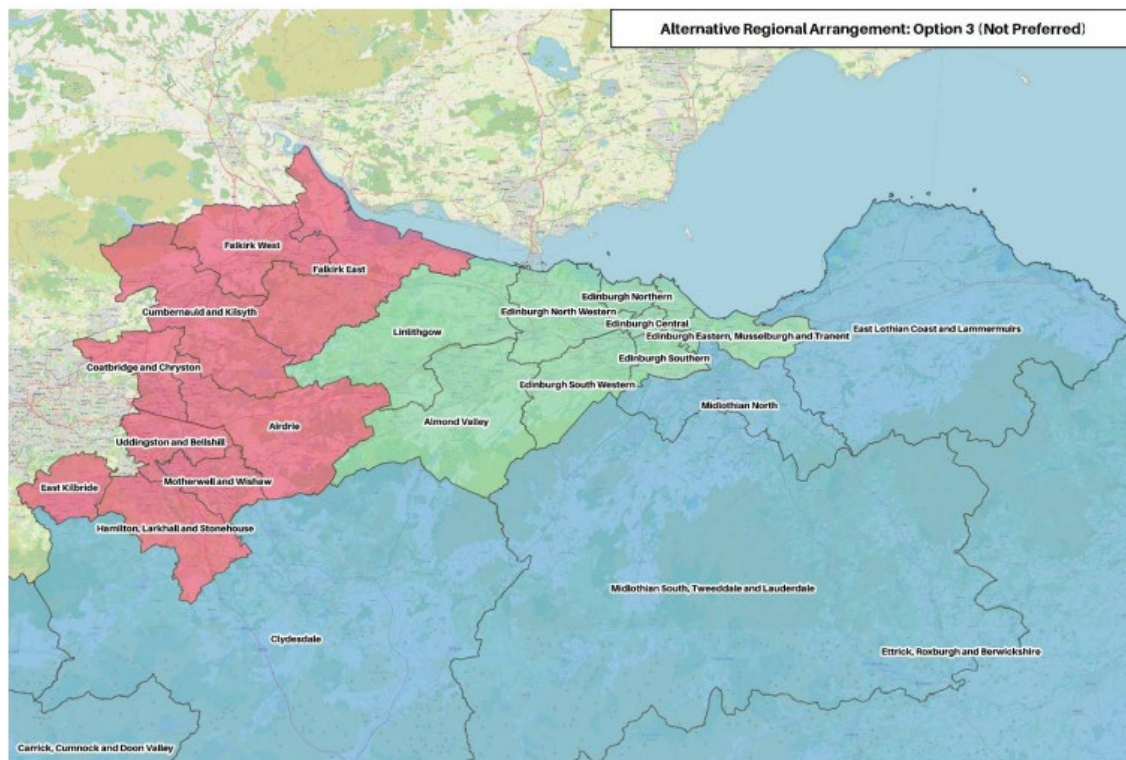 Alternative Regional Arrangement: Option 3 (Not Preferred)
Falkirk West
Falkirk East
Cumbernauld and Kilsyth
Linlithgow
Edinburgh Northern
Edinburgh North Western
Edinburgh Central
Edinburgh Eastern, Musselburgh and Tranent
East Lothian Coast and Lammermuirs
Edinburgh Southern
Coatbridge and Chryston
Edinburgh South Western
Midlothian North
Airdrie
Almond Valley
Uddingston and Bellshill
East Kilbride
Motherwell and Wishaw
Hamilton, Larkhall and Stonehouse
Midlothian South, Tweeddale and Lauderdale
Clydesdale
Ettrick, Roxburgh and Berwickshire
Carrick, Cumnock and Doon Valley